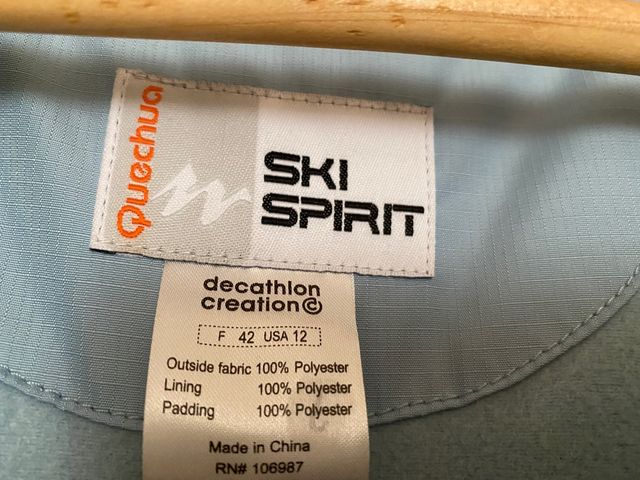 Quechua
SKI
SPIRIT
decathlon
creation©
F 42 USA 12
Outside fabric 100% Polyester
Lining 100% Polyester
Padding 100% Polyester
Made in China
RN# 106987